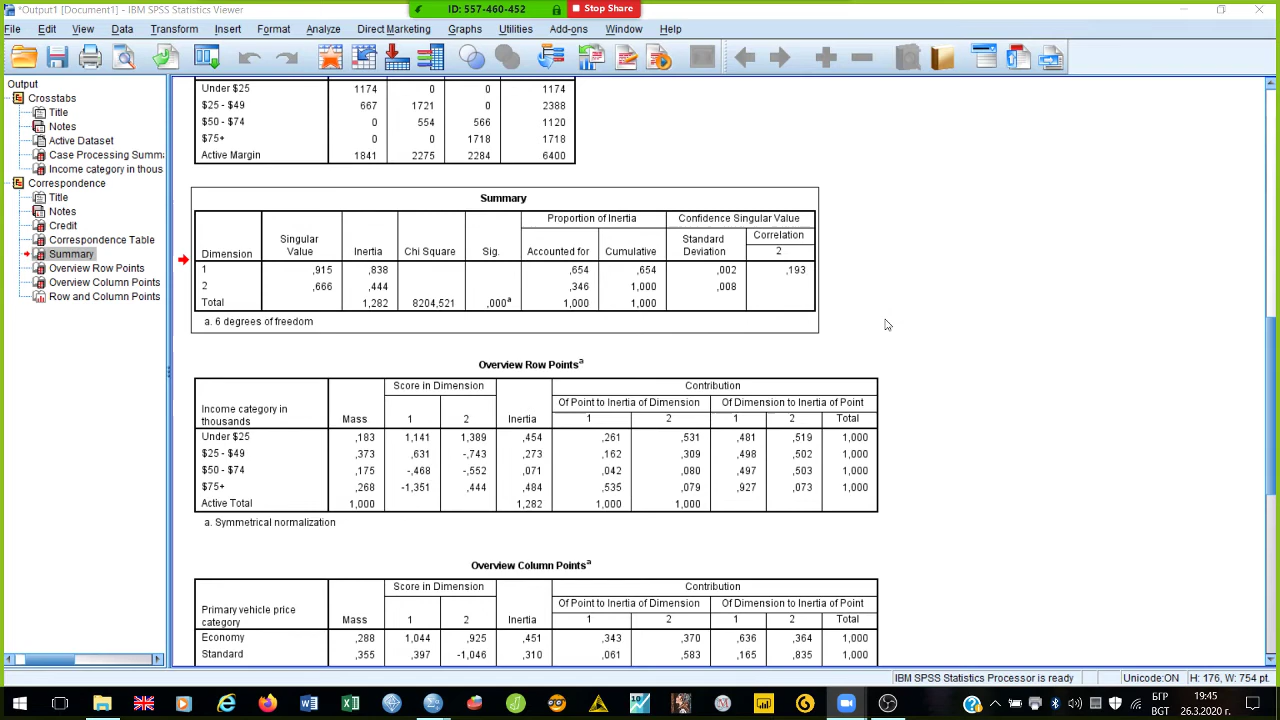 *Output1 [Document1] - IBM SPSS Statistics Viewer
ID: 557-460-452
Stop Share
File Edit View Data Transform Insert Format Analyze Direct Marketing Graphs Utilities Add-ons Window Help
Output
Crosstabs
Title
Notes
Active Dataset
Case Processing Summa
Income category in thous
Correspondence
Title
Notes
Credit
Correspondence Table
Summary
Overview Row Points
Overview Column Points
Row and Column Points
Under $25 1174 0 0 1174
$25 - $49 667 1721 0 2388
$50 - $74 0 554 566 1120
$75+ 0 0 1718 1718
Active Margin 1841 2275 2284 6400
Summary
Proportion of Inertia Confidence Singular Value
Dimension Singular Value Inertia Chi Square Sig. Accounted for Cumulative Standard Deviation Correlation
2
1 ,915 ,838 ,654 ,654 ,002 ,193
2 ,666 ,444 ,346 1,000 ,008
Total 1,282 8204,521 ,000a 1,000 1,000
a. 6 degrees of freedom
Overview Row Pointsa
Score in Dimension Contribution
Of Point to Inertia of Dimension Of Dimension to Inertia of Point
Income category in thousands Mass 1 2 Inertia 1 2 1 2 Total
Under $25 ,183 1,141 1,389 ,454 ,261 ,531 ,481 ,519 1,000
$25 - $49 ,373 ,631 -,743 ,273 ,162 ,309 ,498 ,502 1,000
$50 - $74 ,175 -,468 -,552 ,071 ,042 ,080 ,497 ,503 1,000
$75+ ,268 -1,351 ,444 ,484 ,535 ,079 ,927 ,073 1,000
Active Total 1,000 1,282 1,000 1,000
a. Symmetrical normalization
Overview Column Pointsa
Score in Dimension Contribution
Of Point to Inertia of Dimension Of Dimension to Inertia of Point
Primary vehicle price category Mass 1 2 Inertia 1 2 1 2 Total
Economy ,288 1,044 ,925 ,451 ,343 ,370 ,636 ,364 1,000
Standard ,355 ,397 -1,046 ,310 ,061 ,583 ,165 ,835 1,000
IBM SPSS Statistics Processor is ready Unicode:ON H: 176, W: 754 pt.
БГР 19:45
BGT 26.3.2020 г.